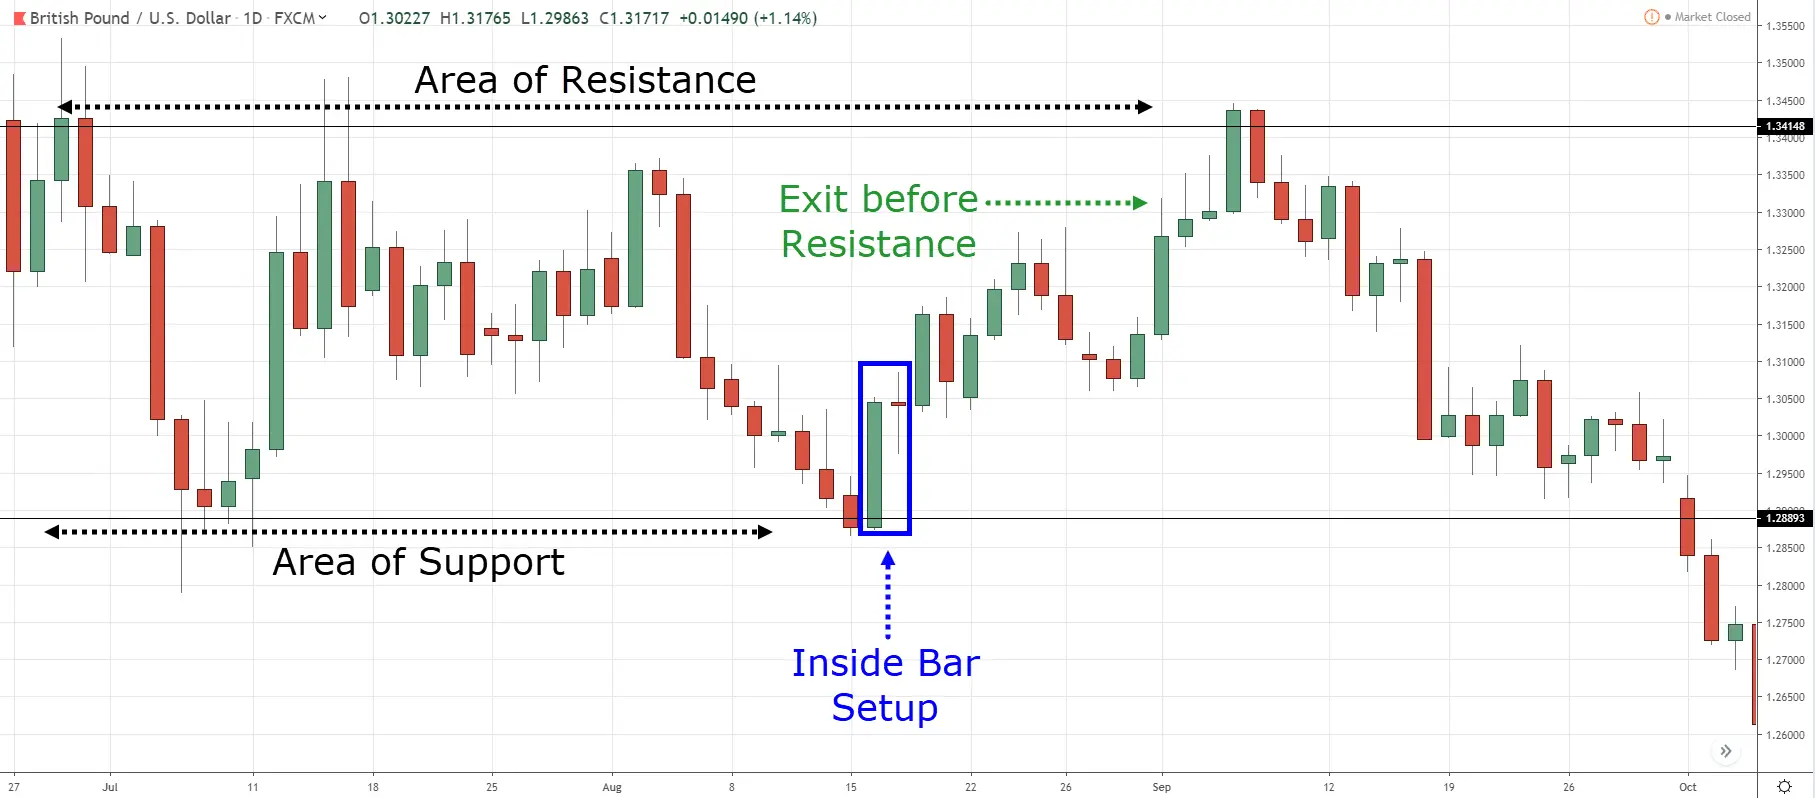 British Pound / U.S. Dollar · 1D · FXCM O1.30227 H1.31765 L1.29863 C1.31717 +0.01490 (+1.14%)
Market Closed
Area of Resistance
Exit before
Resistance
Area of Support
Inside Bar
Setup
1.35500
1.35000
1.34500
1.34148
1.34000
1.33500
1.33000
1.32500
1.32000
1.31500
1.31000
1.30500
1.30000
1.29500
1.28893
1.28500
1.28000
1.27500
1.27000
1.26500
1.26000
27 Jul 11 18 25 Aug 8 15 22 26 Sep 12 19 26 Oct